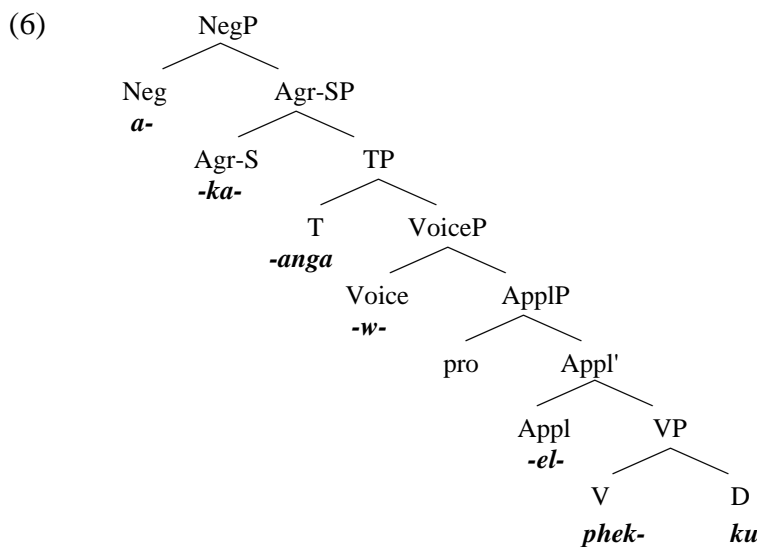 (6) NegP
Neg Agr-SP
a-
Agr-S TP
-ka-
T VoiceP
-anga
Voice ApplP
-w-
pro Appl'
Appl VP
-el-
V D
phek- ku